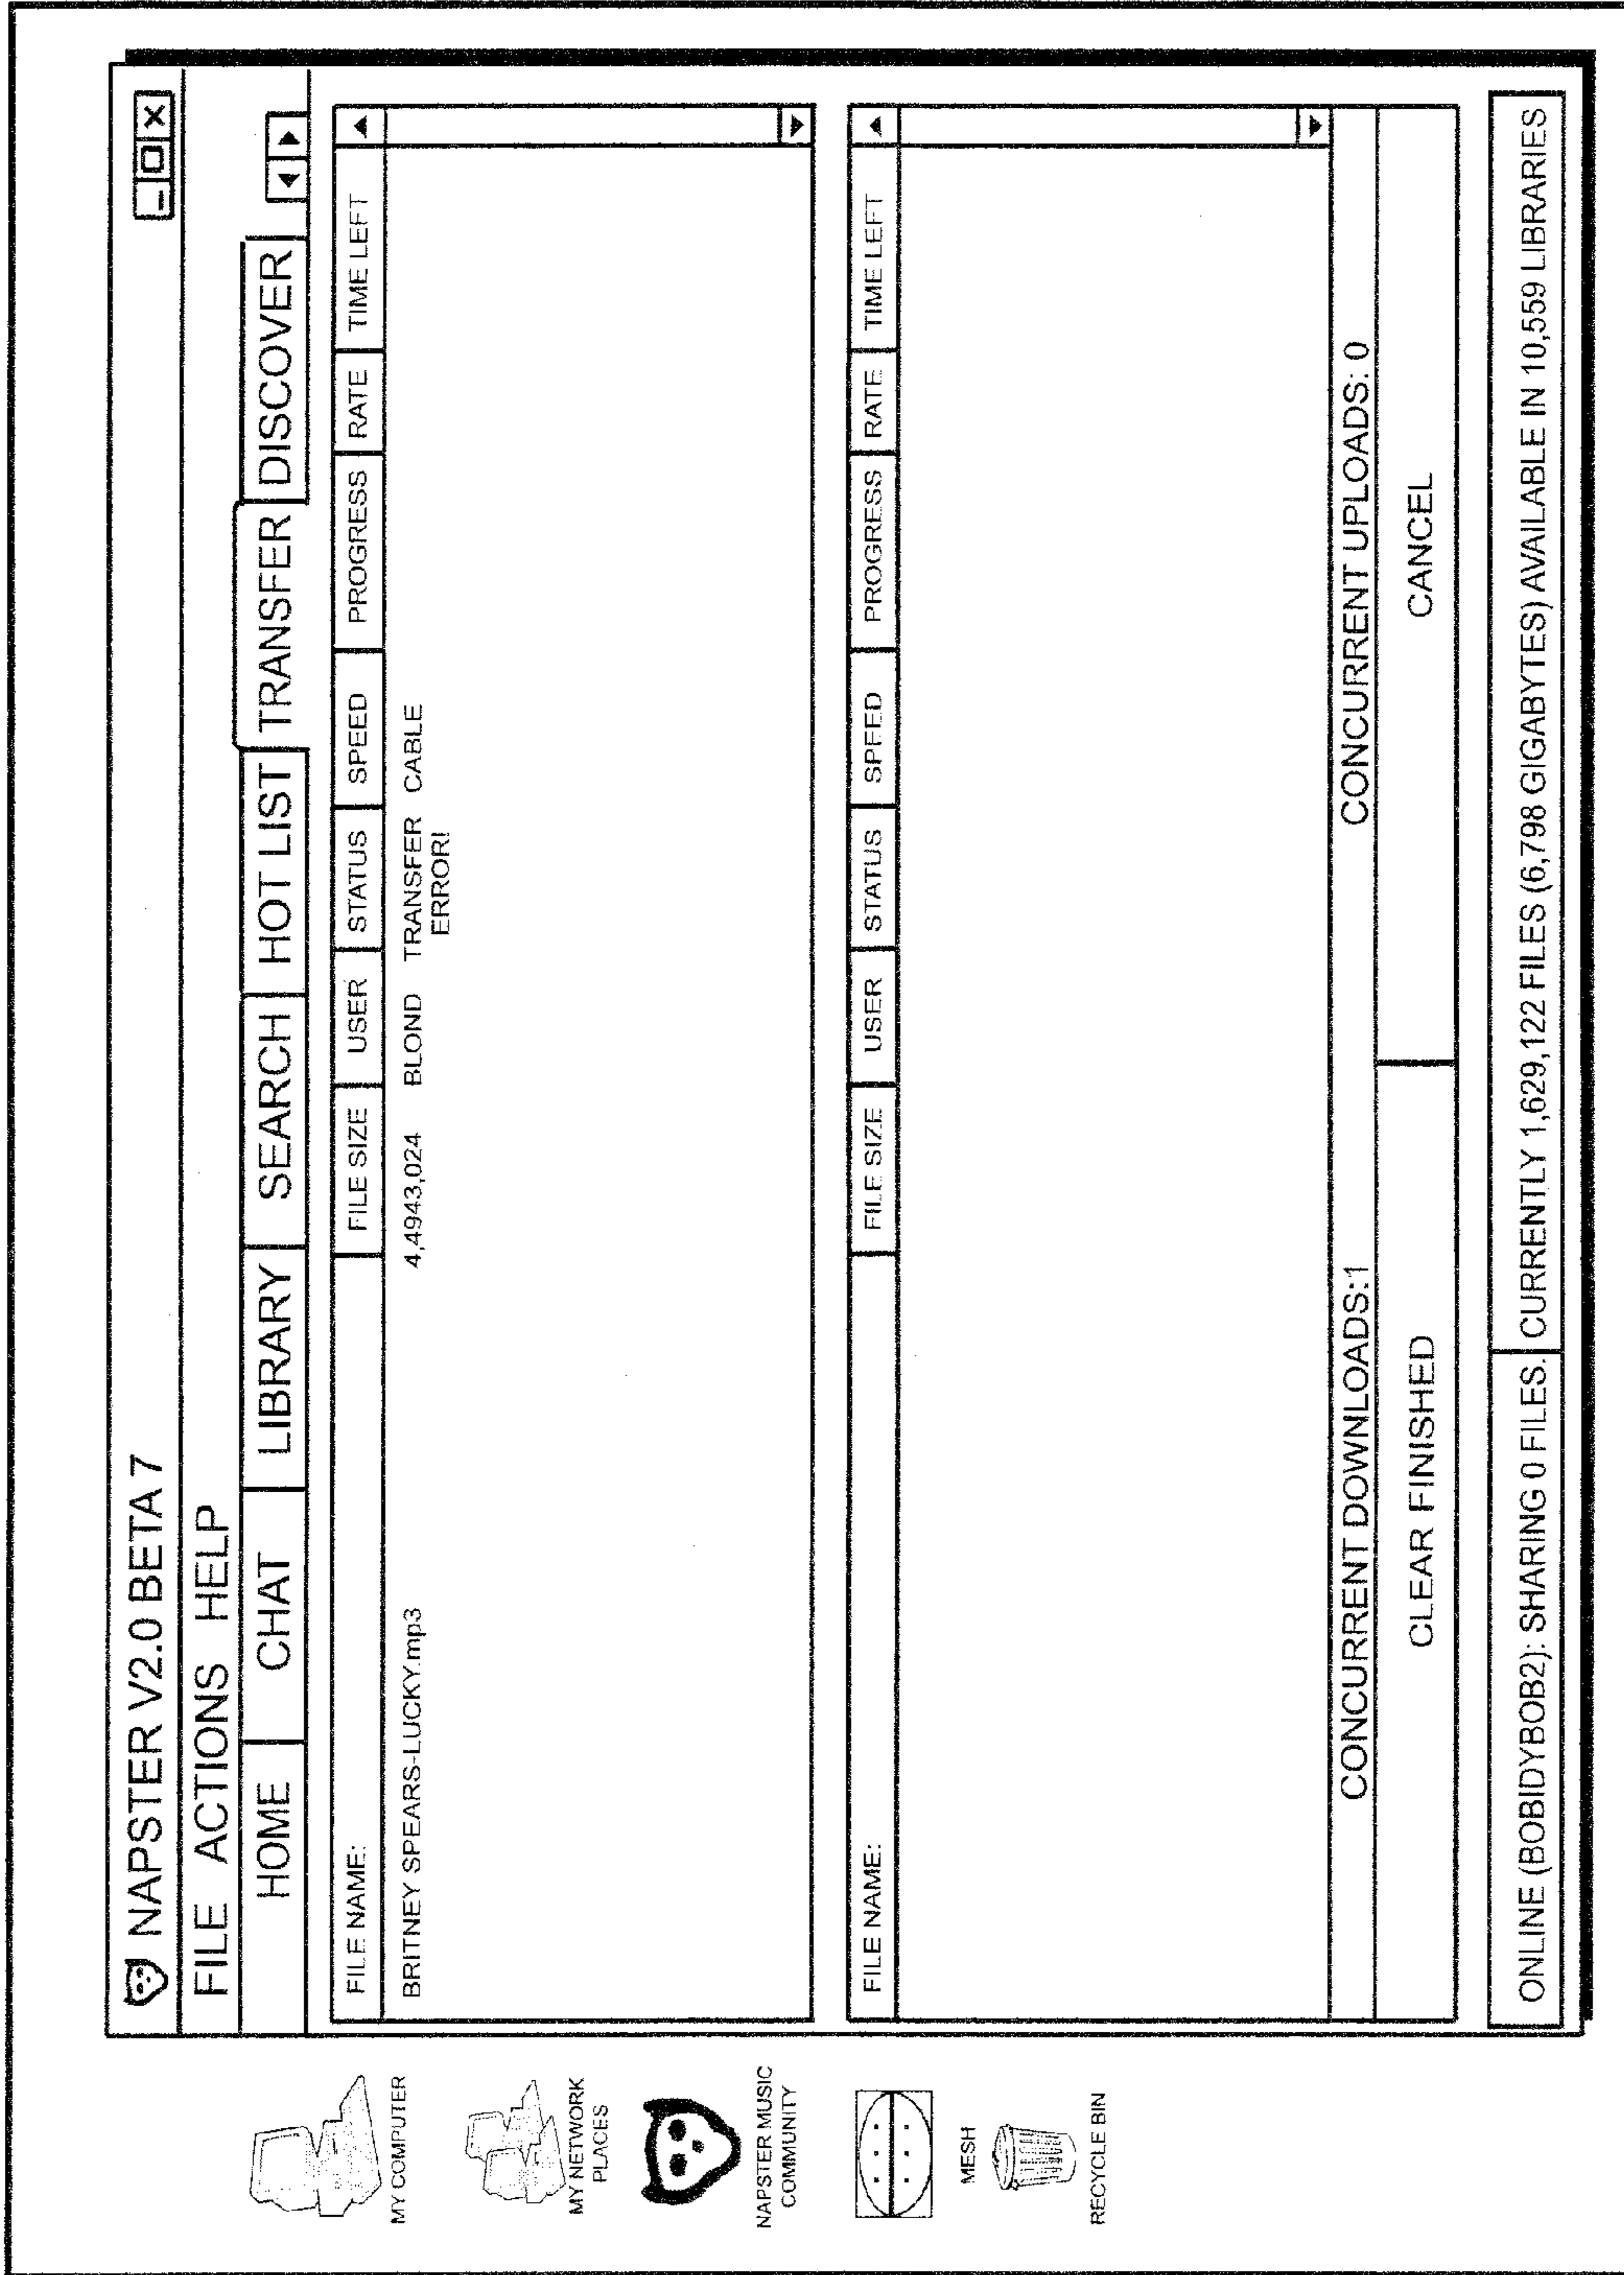 NAPSTER V2.0 BETA 7
FILE ACTIONS HELP
HOME CHAT LIBRARY SEARCH HOT LIST TRANSFER DISCOVER
FILE NAME: FILE SIZE USER STATUS SPEED PROGRESS RATE TIME LEFT
BRITNEY SPEARS-LUCKY.mp3 4,4943,024 BLOND TRANSFER CABLE
ERROR!
FILE NAME: FILE SIZE USER STATUS SPEED PROGRESS RATE TIME LEFT
CONCURRENT DOWNLOADS:1 CONCURRENT UPLOADS: 0
CLEAR FINISHED CANCEL
ONLINE (BOBIDYBOB2): SHARING 0 FILES. CURRENTLY 1,629,122 FILES (6,798 GIGABYTES) AVAILABLE IN 10,559 LIBRARIES
MY COMPUTER
MY NETWORK
PLACES
NAPSTER MUSIC
COMMUNITY
MESH
RECYCLE BIN